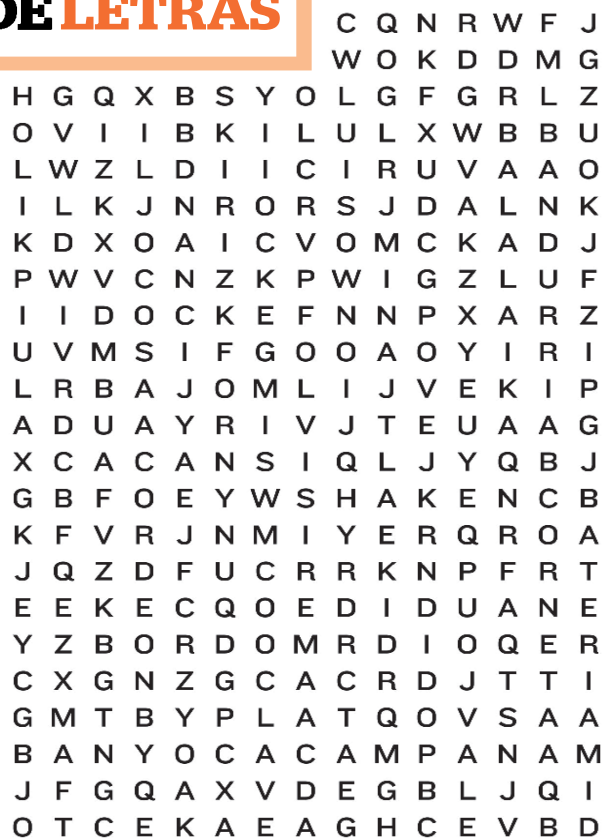 DE LETRAS
C Q N R W F J
W O K D D M G
H G Q X B S Y O L G F G R L Z
O V I I B K I L U L X W B B U
L W Z L D I I C I R U V A A O
I L K J N R O R S J D A L N K
K D X O A I C V O M C K A D J
P W V C N Z K P W I G Z L U F
I I D O C K E F N N P X A R Z
U V M S I F G O O A O Y I R I
L R B A J O M L I J V E K I P
A D U A Y R I V J T E U A A G
X C A C A N S I Q L J Y Q B J
G B F O E Y W S H A K E N C B
K F V R J N M I Y E R Q R O A
J Q Z D F U C R R K N P F R T
E E K E C Q O E D I D U A N E
Y Z B O R D O M R D I O Q E R
C X G N Z G C A C R D J T T I
G M T B Y P L A T Q O V S A A
B A N Y O C A C A M P A N A M
J F G Q A X V D E G B L J Q I
O T C E K A E A G H C E V B D